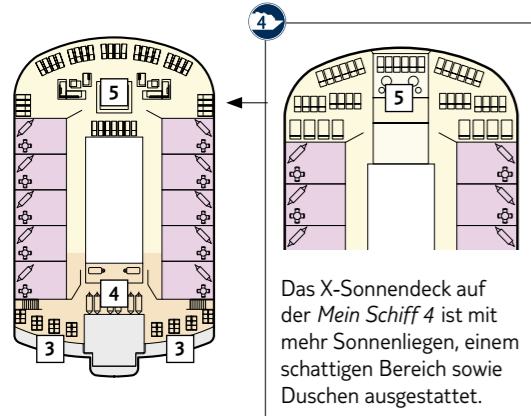 4
5
5
4
3 3
Das X-Sonnendeck auf
der Mein Schiff 4 ist mit
mehr Sonnenliegen, einem
schattigen Bereich sowie
Duschen ausgestattet.